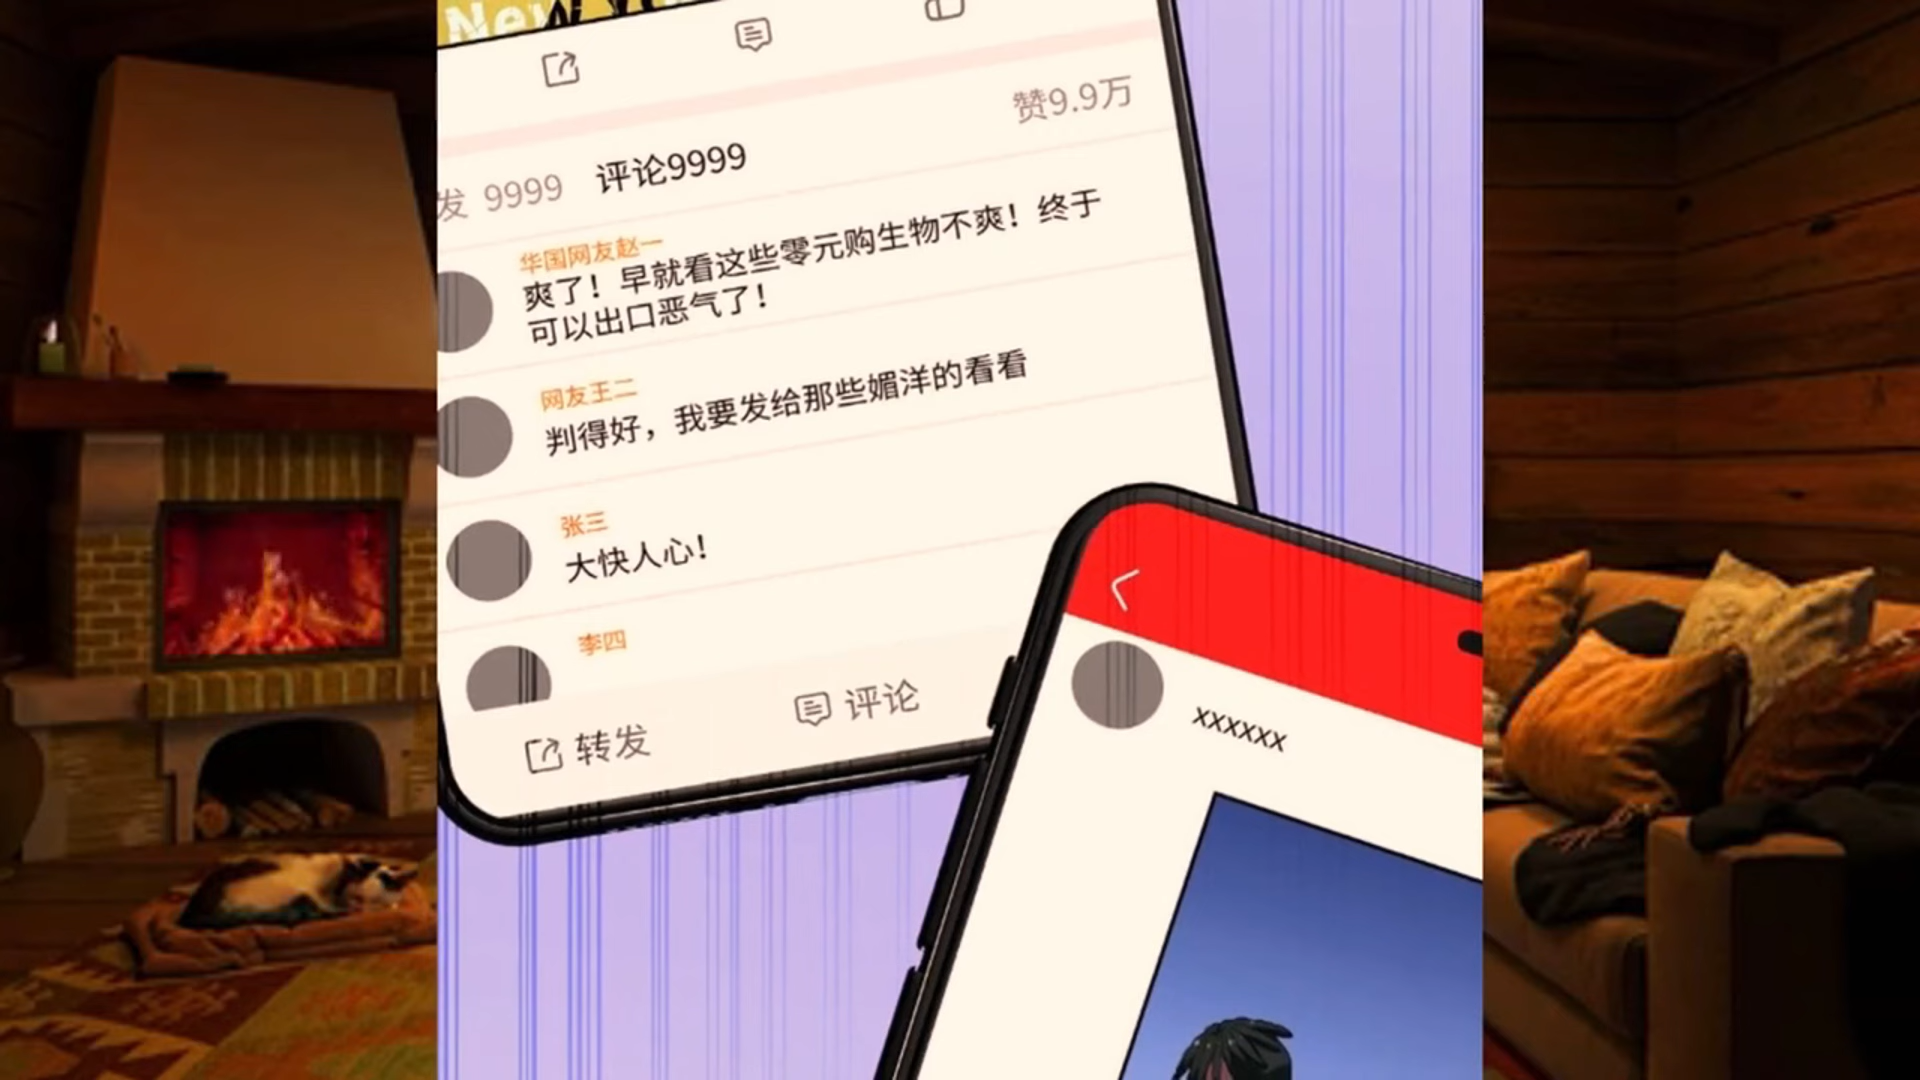 New
赞9.9万
发 9999 评论9999
华国网友赵一
爽了！早就看这些零元购生物不爽！终于
可以出口恶气了！
网友王二
判得好，我要发给那些媚洋的看看
张三
大快人心！
李四
转发 评论
xxxxxx